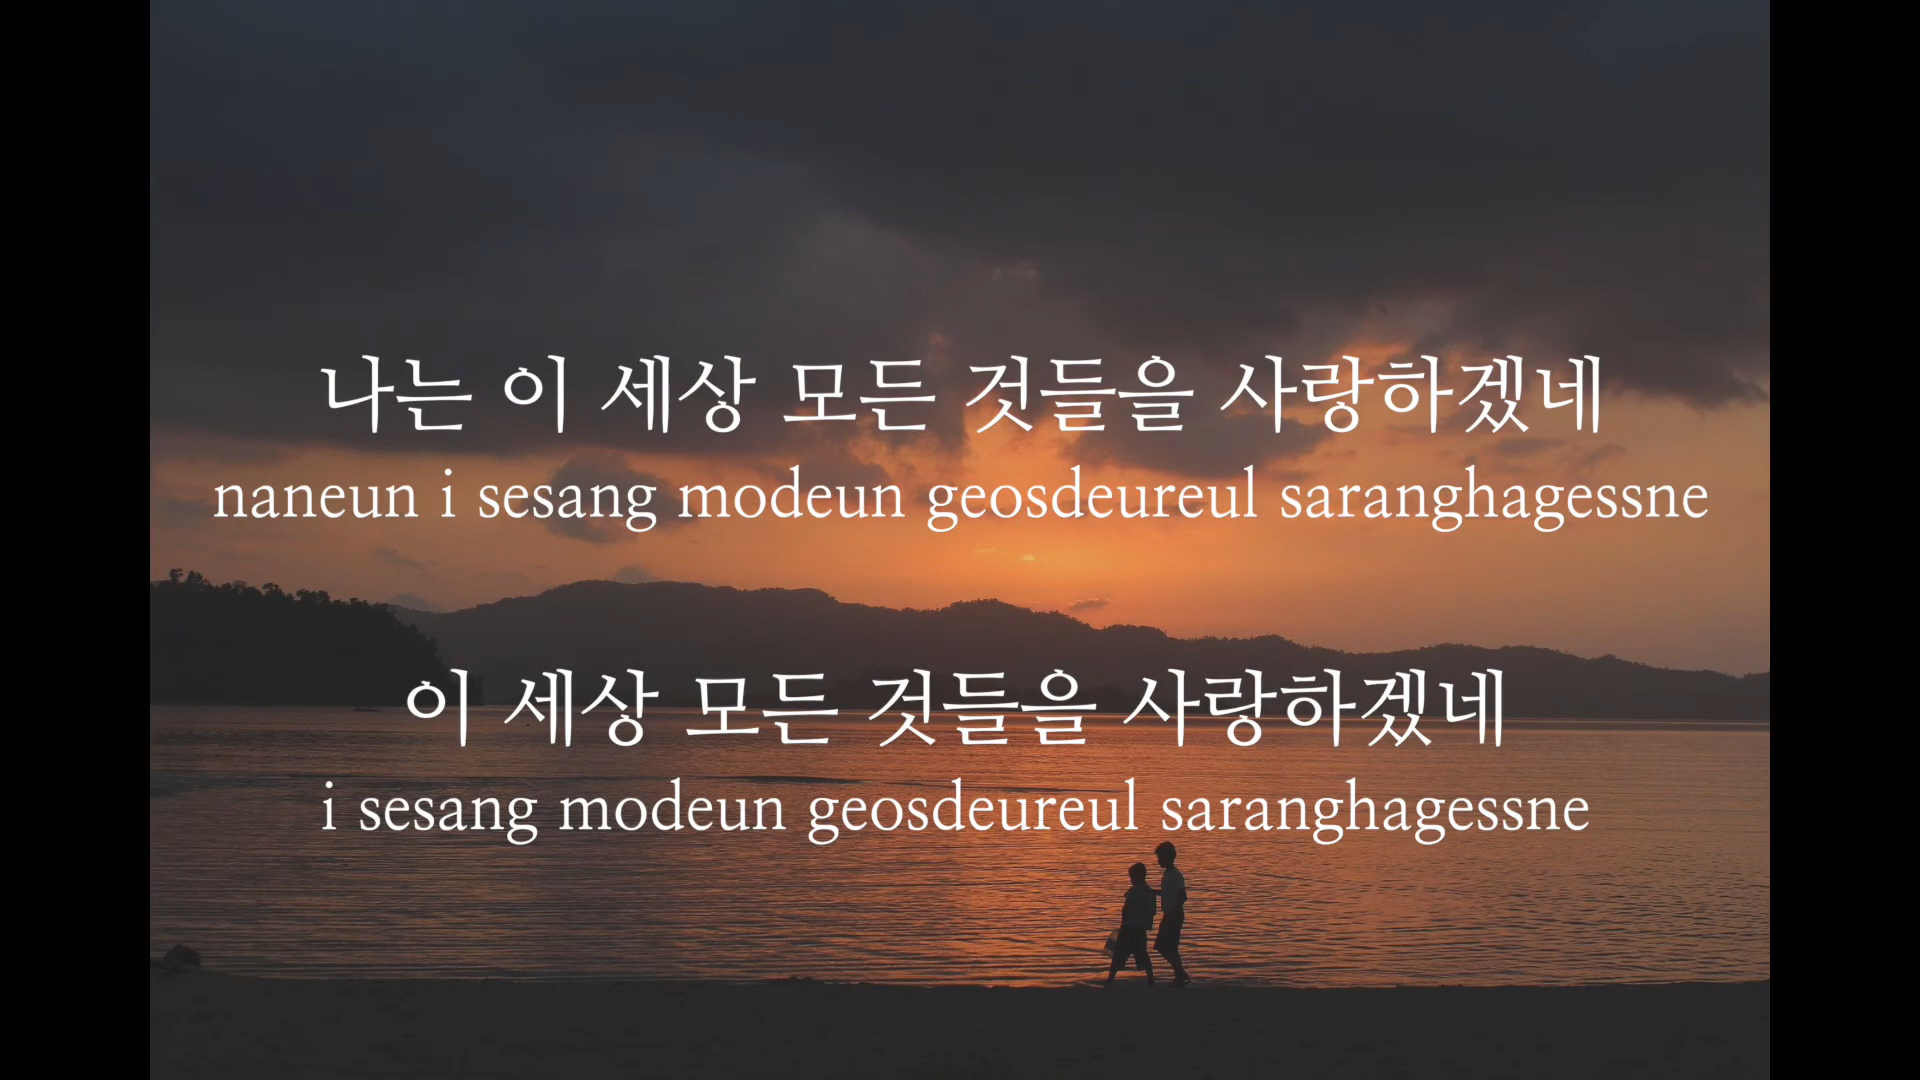 나는 이 세상 모든 것들을 사랑하겠네
naneun i sesang modeun geosdeureul saranghagessne
이 세상 모든 것들을 사랑하겠네
i sesang modeun geosdeureul saranghagessne